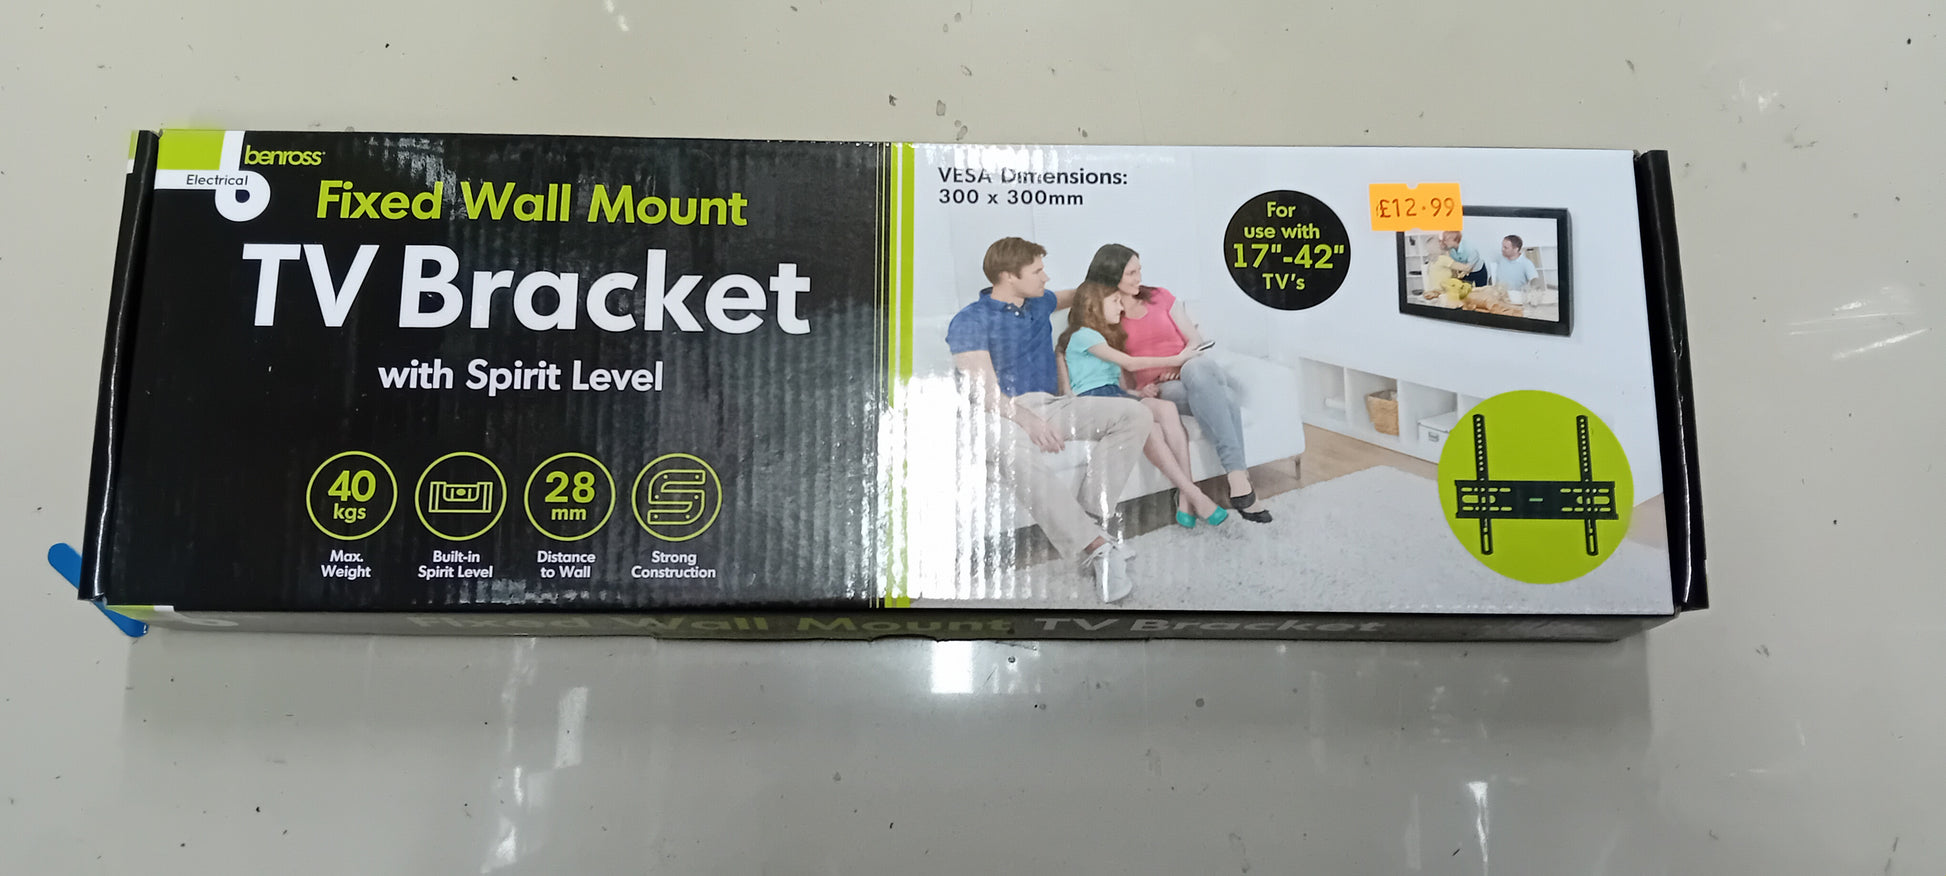 benross
Electrical
Fixed Wall Mount
TV Bracket
with Spirit Level
40
kgs
Max.
Weight
Built-in
Spirit Level
28
mm
Distance
to Wall
Strong
Construction
VESA Dimensions:
300 x 300mm
For
use with
17"-42"
TV's
£12.99
Fixed Wall Mount TV Bracket